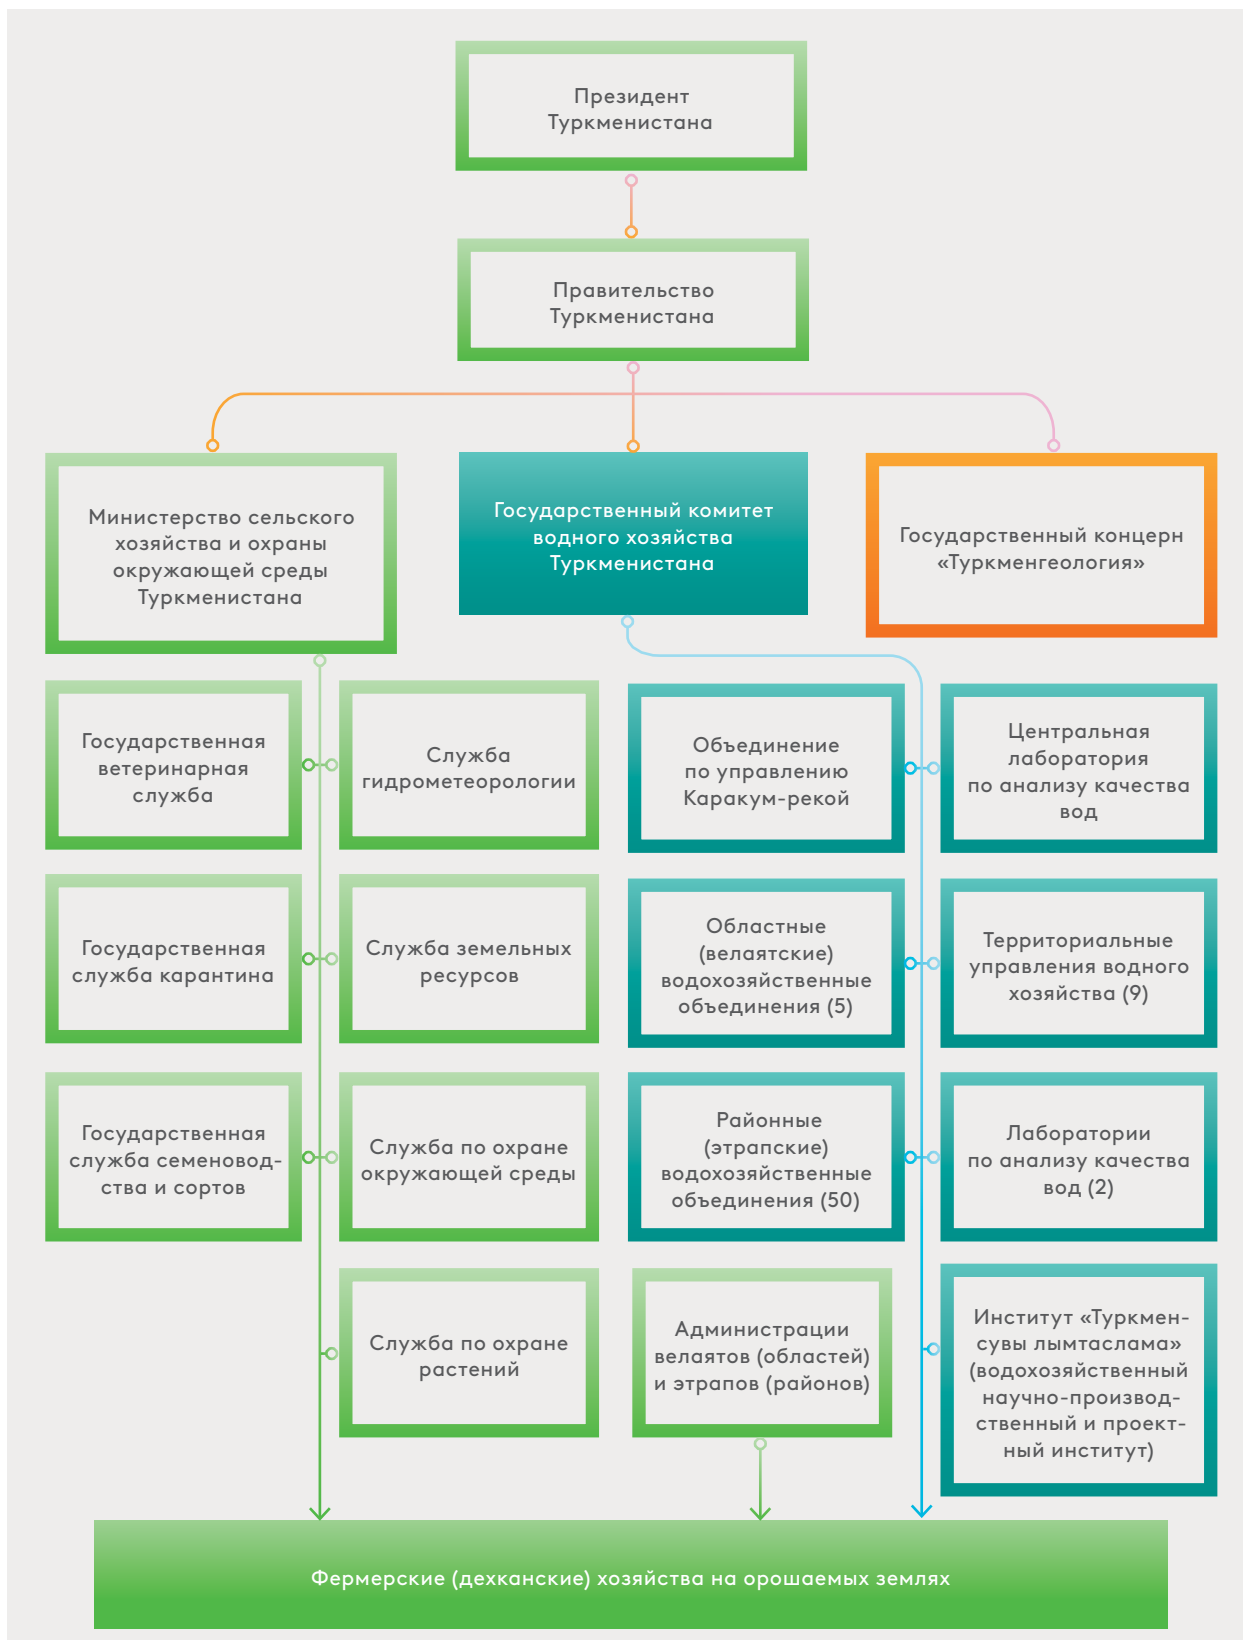 Президент
Туркменистана
Правительство
Туркменистана
Министерство сельского
хозяйства и охраны
окружающей среды
Туркменистана
Государственный комитет
водного хозяйства
Туркменистана
Государственный концерн
«Туркменгеология»
Государственная
ветеринарная
служба
Служба
гидрометеорологии
Объединение
по управлению
Каракум-рекой
Центральная
лаборатория
по анализу качества
вод
Государственная
служба карантина
Служба земельных
ресурсов
Областные
(велаятские)
водохозяйственные
объединения (5)
Территориальные
управления водного
хозяйства (9)
Государственная
служба семеновод-
ства и сортов
Служба по охране
окружающей среды
Районные
(этрапские)
водохозяйственные
объединения (50)
Лаборатории
по анализу качества
вод (2)
Служба по охране
растений
Администрации
велаятов (областей)
и этрапов (районов)
Институт «Туркмен-
сувы лымтаслама»
(водохозяйственный
научно-производ-
ственный и проект-
ный институт)
Фермерские (дехканские) хозяйства на орошаемых землях